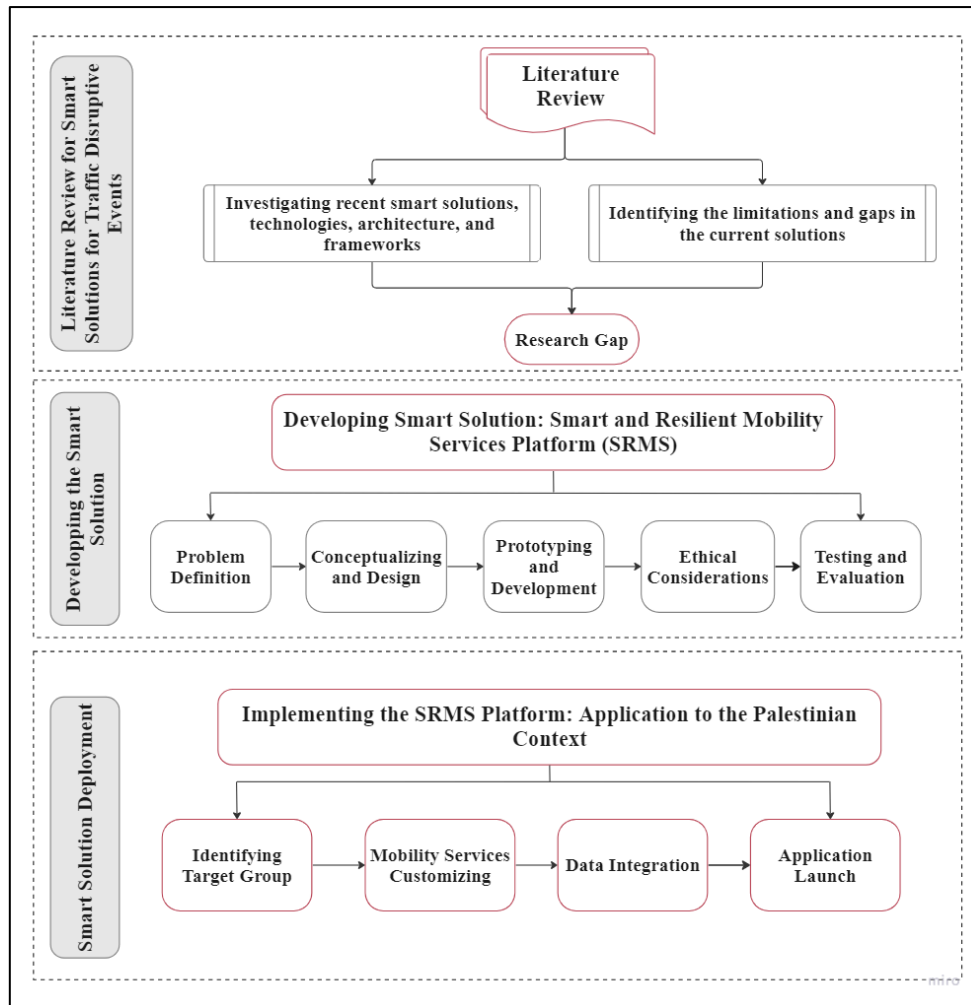 Literature Review for Smart
Solutions for Traffic Disruptive
Events
Literature
Review
Investigating recent smart solutions,
technologies, architecture, and
frameworks
Identifying the limitations and gaps in
the current solutions
Research Gap
Developping the Smart
Solution
Developing Smart Solution: Smart and Resilient Mobility
Services Platform (SRMS)
Problem
Definition
Conceptualizing
and Design
Prototyping
and
Development
Ethical
Considerations
Testing and
Evaluation
Smart Solution Deployment
Implementing the SRMS Platform: Application to the Palestinian
Context
Identifying
Target Group
Mobility Services
Customizing
Data Integration
Application
Launch
miro